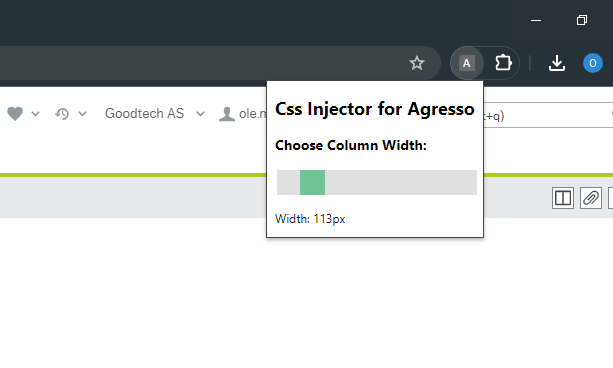 A
O
Goodtech AS
ole.n
+q)
Css Injector for Agresso
Choose Column Width:
Width: 113px